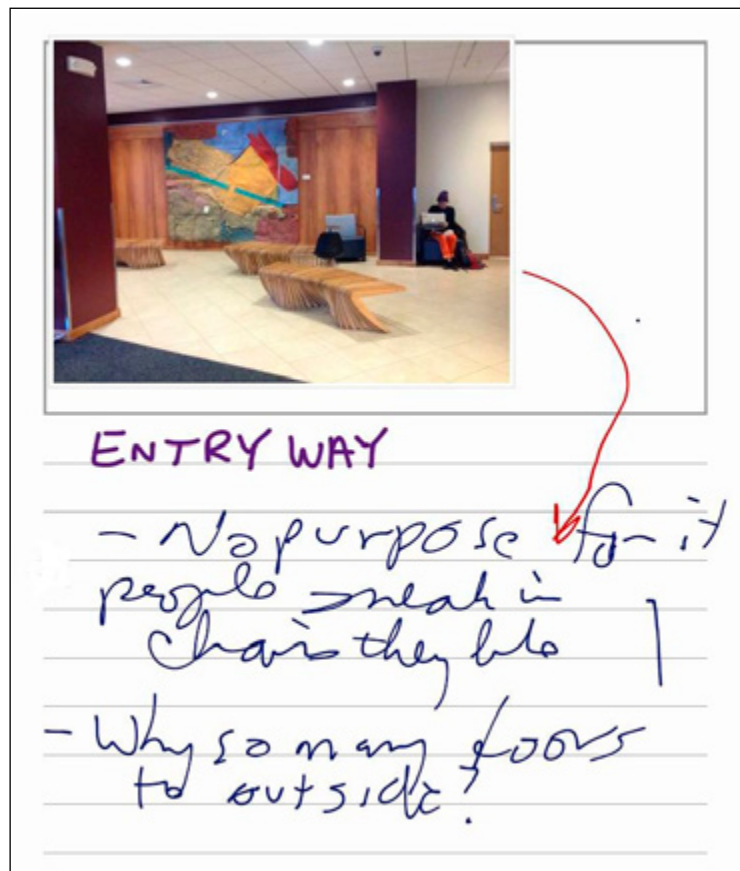 ENTRY WAY
- No purpose for it
people sneak in
chairs they like
- Why so many doors
to outside?